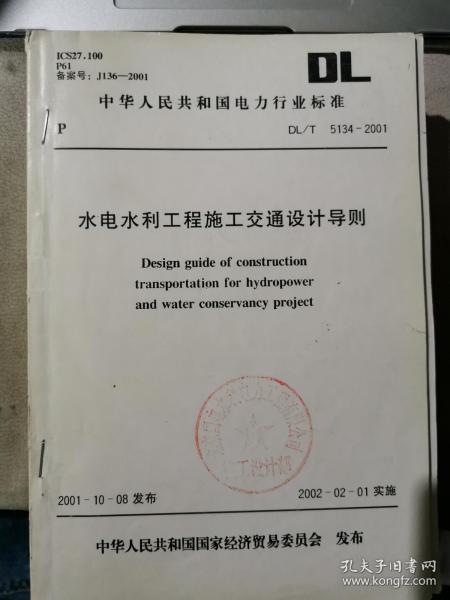 ICS27.100
P61
备案号：J136—2001
DL
中华人民共和国电力行业标准
P
DL/T 5134-2001
水电水利工程施工交通设计导则
Design guide of construction
transportation for hydropower
and water conservancy project
2001-10-08 发布
2002-02-01 实施
中华人民共和国国家经济贸易委员会 发布
孔夫子旧书网
www.kongfz.com